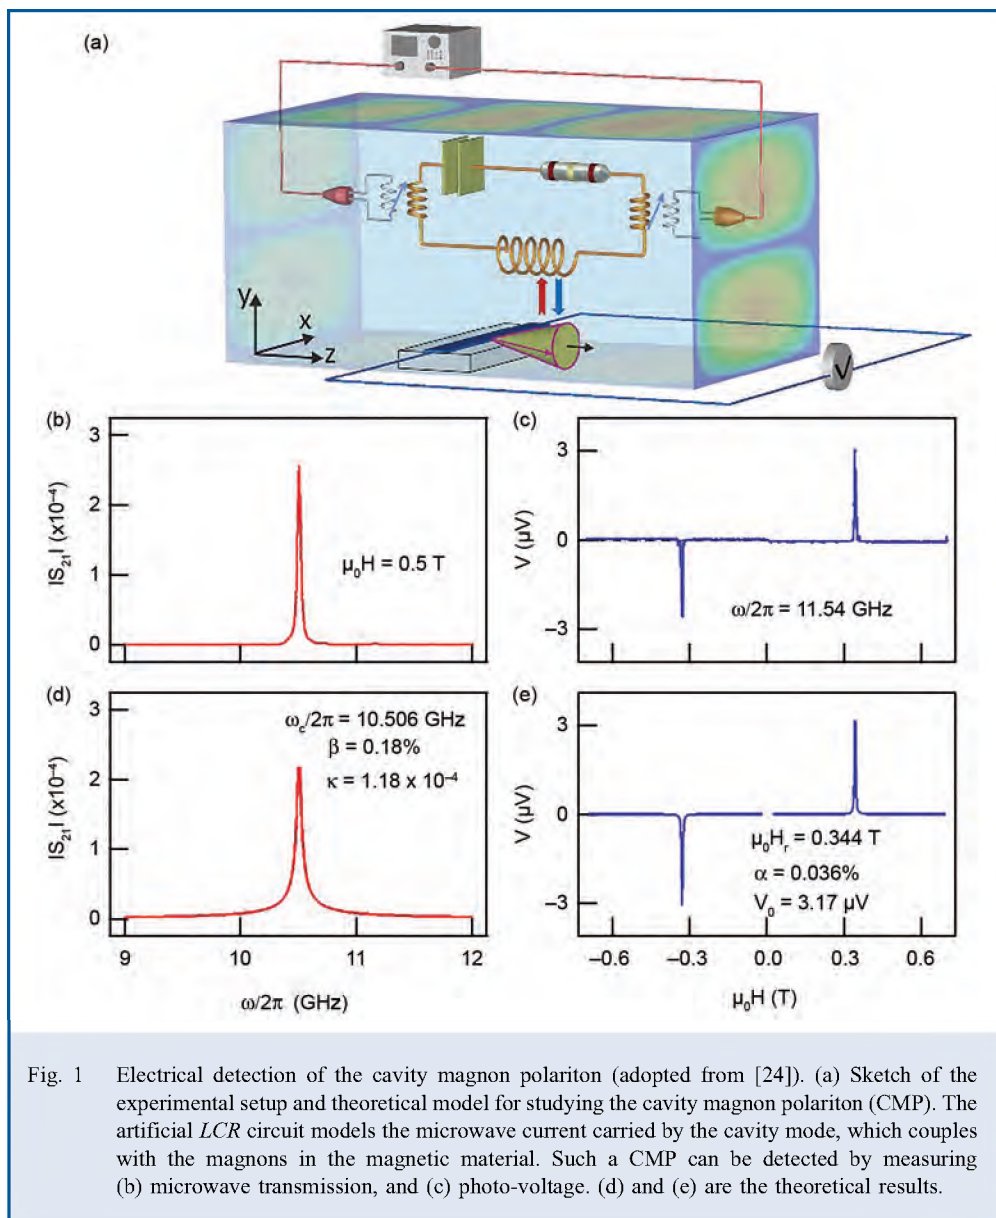 (a)
y
x
z
V
(b)
3
2
1
0
|S₂₁| (x10⁻⁴)
μ₀H = 0.5 T
(c)
3
0
−3
V (μV)
ω/2π = 11.54 GHz
(d)
3
2
1
0
|S₂₁| (x10⁻⁴)
ω_c/2π = 10.506 GHz
β = 0.18%
κ = 1.18 x 10⁻⁴
9
10
11
12
ω/2π (GHz)
(e)
3
0
−3
V (μV)
μ₀Hᵣ = 0.344 T
α = 0.036%
V₀ = 3.17 μV
−0.6
−0.3
0.0
0.3
0.6
μ₀H (T)
Fig. 1 Electrical detection of the cavity magnon polariton (adopted from [24]). (a) Sketch of the
experimental setup and theoretical model for studying the cavity magnon polariton (CMP). The
artificial LCR circuit models the microwave current carried by the cavity mode, which couples
with the magnons in the magnetic material. Such a CMP can be detected by measuring
(b) microwave transmission, and (c) photo-voltage. (d) and (e) are the theoretical results.